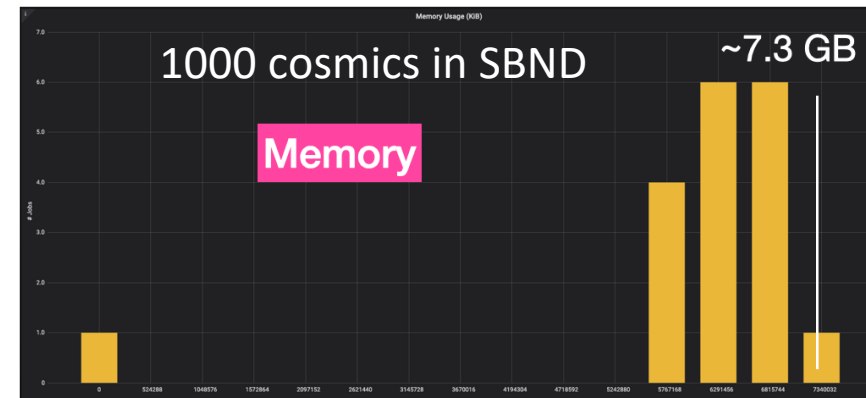 i
Memory Usage (KiB)
7.0
1000 cosmics in SBND
~7.3 GB
6.0
5.0
Memory
4.0
# Jobs
3.0
2.0
1.0
0
0 524288 1048576 1572864 2097152 2621440 3145728 3670016 4194304 4718592 5242880 5767168 6291456 6815744 7340032